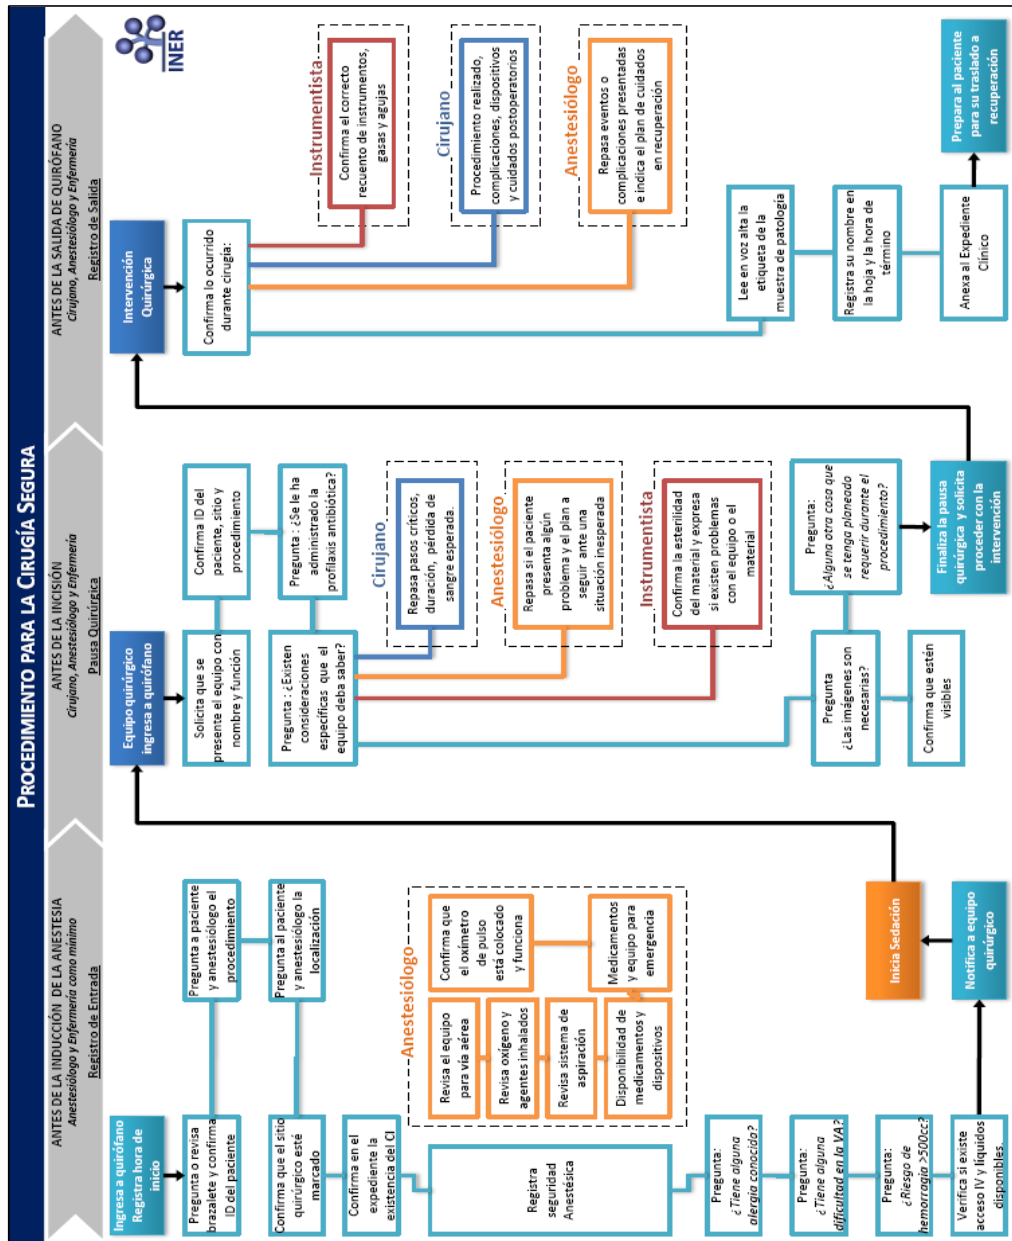 PROCEDIMIENTO PARA LA CIRUGÍA SEGURA
ANTES DE LA INDUCCIÓN DE LA ANESTESIA
Anestesiólogo y Enfermería como mínimo
Registro de Entrada
Ingresa a quirófano
Registra hora de
inicio
Pregunta o revisa
brazalete y confirma
ID del paciente
Pregunta a paciente
y anestesiólogo el
procedimiento
Confirma que el sitio
quirúrgico esté
marcado
Pregunta al paciente
y anestesiólogo la
localización
Confirma en el
expediente la
existencia del CI
Registra
seguridad
Anestésica
Anestesiólogo
Revisa el equipo
para vía aérea
Revisa oxígeno y
agentes inhalados
Revisa sistema de
aspiración
Disponibilidad de
medicamentos y
dispositivos
Medicamentos
y equipo para
emergencia
Confirma que
el oxímetro
de pulso
está colocado
y funciona
Pregunta:
¿Tiene alguna
alergia conocida?
Pregunta:
¿Tiene alguna
dificultad en la VA?
Pregunta:
¿Riesgo de
hemorragia >500cc?
Verifica si existe
acceso IV y líquidos
disponibles.
Notifica a equipo
quirúrgico
Inicia Sedación
ANTES DE LA INCISIÓN
Cirujano, Anestesiólogo y Enfermería
Pausa Quirúrgica
Equipo quirúrgico
ingresa a quirófano
Solicita que se
presente el equipo con
nombre y función
Confirma ID del
paciente, sitio y
procedimiento
Pregunta : ¿Se le ha
administrado la
profilaxis antibiótica?
Pregunta : ¿Existen
consideraciones
específicas que el
equipo deba saber?
Cirujano
Repasa pasos críticos,
duración, pérdida de
sangre esperada.
Anestesiólogo
Repasa si el paciente
presenta algún
problema y el plan a
seguir ante una
situación inesperada
Instrumentista
Confirma la esterilidad
del material y expresa
si existen problemas
con el equipo o el
material
Pregunta
¿Las imágenes son
necesarias?
Confirma que estén
visibles
Pregunta:
¿Alguna otra cosa que
se tenga planeado
requerir durante el
procedimiento?
Finaliza la pausa
quirúrgica y solicita
proceder con la
intervención
ANTES DE LA SALIDA DE QUIRÓFANO
Cirujano, Anestesiólogo y Enfermería
Registro de Salida
INER
Intervención
Quirúrgica
Confirma lo ocurrido
durante cirugía:
Instrumentista
Confirma el correcto
recuento de instrumentos,
gasas y agujas
Cirujano
Procedimiento realizado,
complicaciones, dispositivos
y cuidados postoperatorios
Anestesiólogo
Repasa eventos o
complicaciones presentadas
e indica el plan de cuidados
en recuperación
Lee en voz alta la
etiqueta de la
muestra de patología
Registra su nombre en
la hoja y la hora de
término
Anexa al Expediente
Clínico
Prepara al paciente
para su traslado a
recuperación